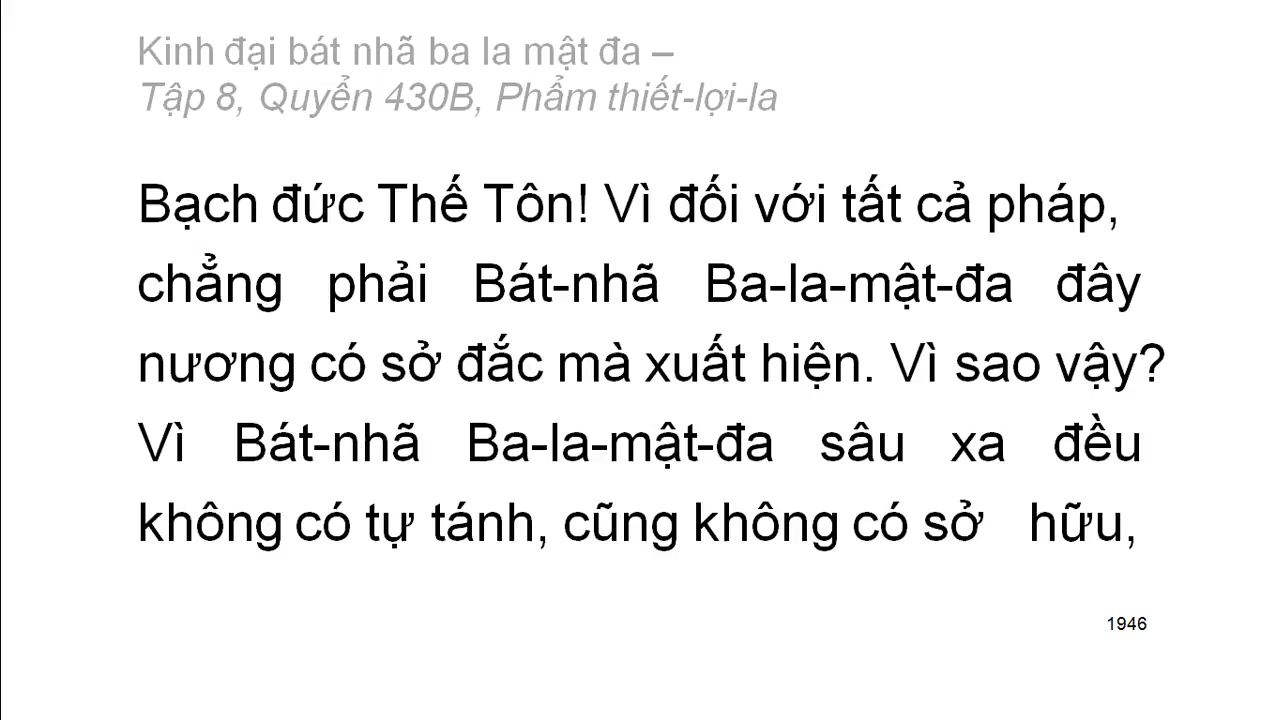 Kinh đại bát nhã ba la mật đa –
Tập 8, Quyển 430B, Phẩm thiết-lợi-la
Bạch đức Thế Tôn! Vì đối với tất cả pháp,
chẳng phải Bát-nhã Ba-la-mật-đa đây
nương có sở đắc mà xuất hiện. Vì sao vậy?
Vì Bát-nhã Ba-la-mật-đa sâu xa đều
không có tự tánh, cũng không có sở hữu,
1946